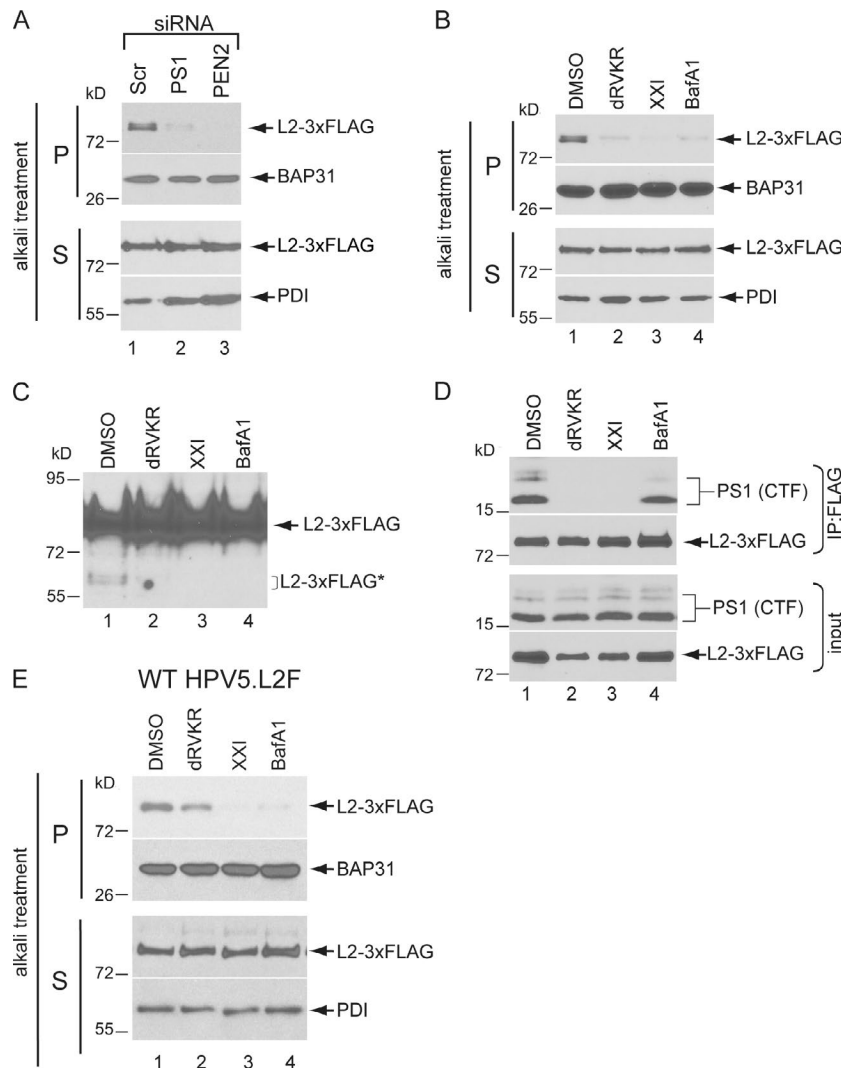 A
siRNA
Scr PS1 PEN2
kD
alkali treatment
P
72
L2-3xFLAG
26
BAP31
S
72
L2-3xFLAG
55
PDI
1 2 3
B
DMSO dRVKR XXI BafA1
kD
alkali treatment
P
72
L2-3xFLAG
26
BAP31
S
72
L2-3xFLAG
55
PDI
1 2 3 4
C
DMSO dRVKR XXI BafA1
kD
95
L2-3xFLAG
72
L2-3xFLAG*
55
1 2 3 4
D
DMSO dRVKR XXI BafA1
kD
PS1 (CTF)
15
L2-3xFLAG
72
IP:FLAG
PS1 (CTF)
15
L2-3xFLAG
72
input
1 2 3 4
E
WT HPV5.L2F
DMSO dRVKR XXI BafA1
kD
alkali treatment
P
L2-3xFLAG
72
BAP31
26
S
L2-3xFLAG
72
PDI
55
1 2 3 4